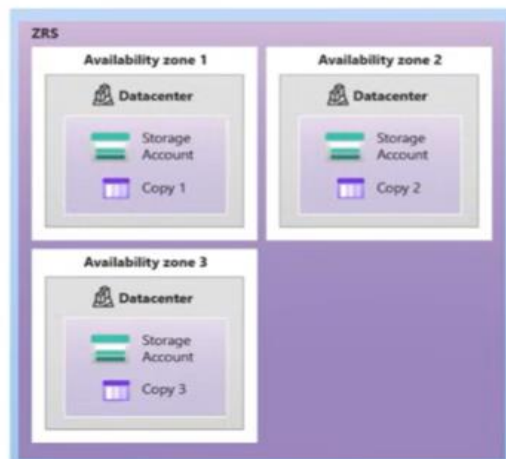 ZRS
Availability zone 1
Datacenter
Storage
Account
Copy 1
Availability zone 2
Datacenter
Storage
Account
Copy 2
Availability zone 3
Datacenter
Storage
Account
Copy 3